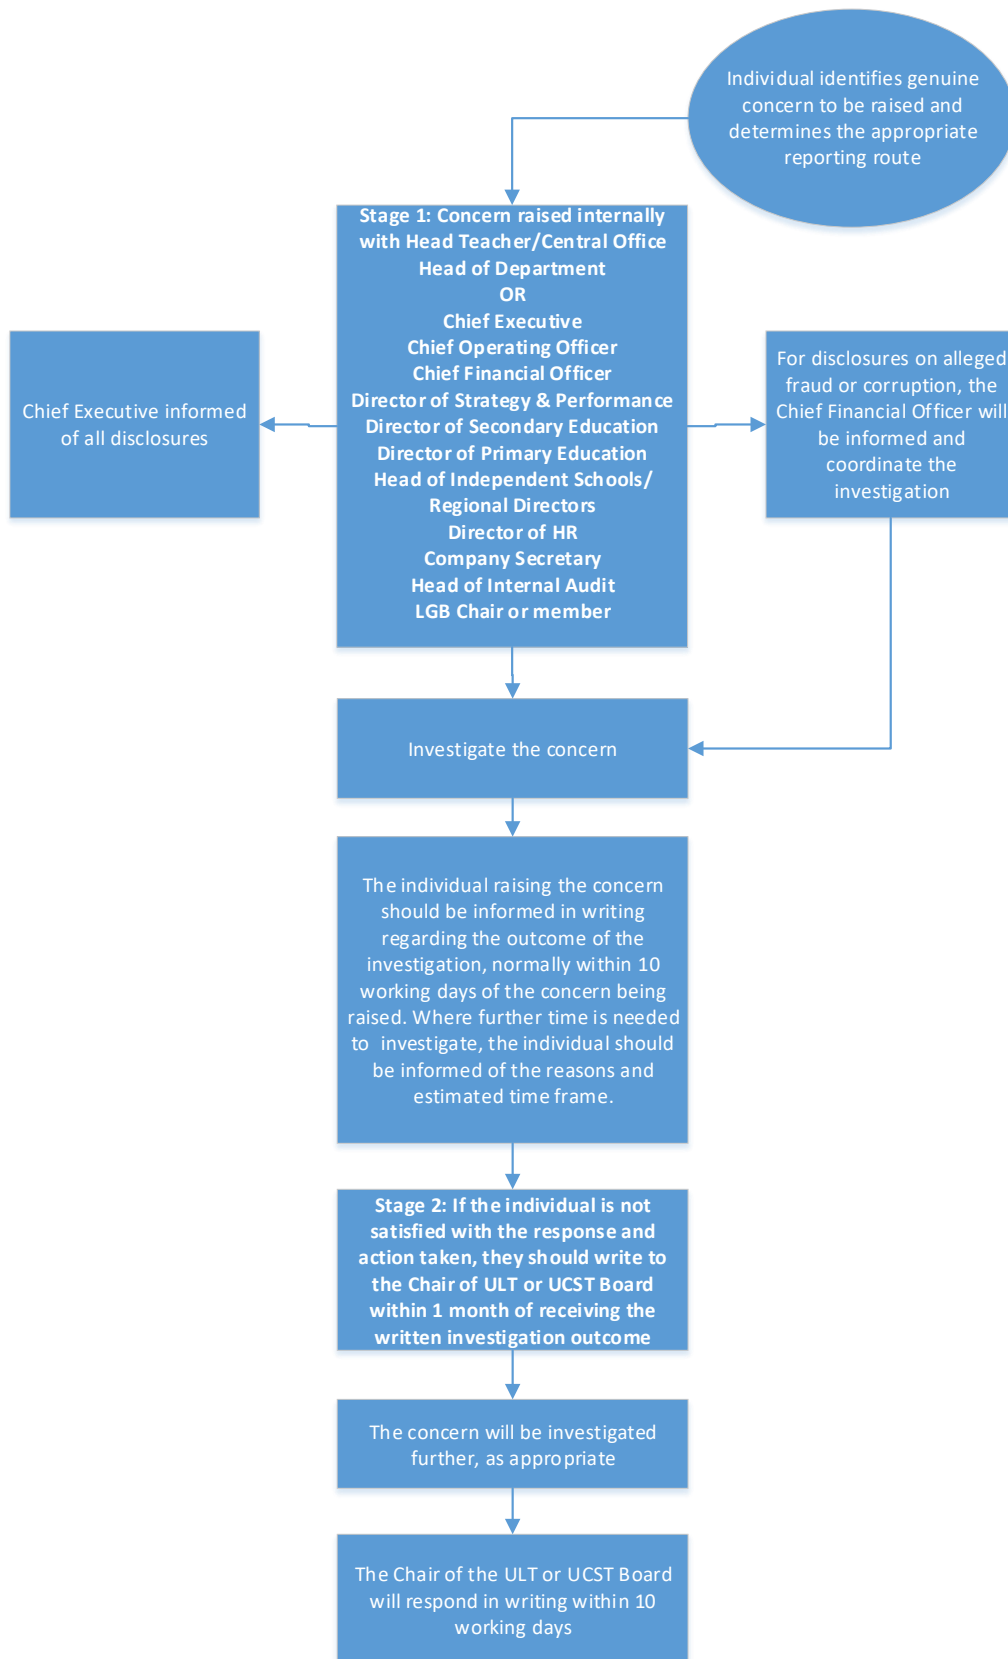 Individual identifies genuine
concern to be raised and
determines the appropriate
reporting route
Stage 1: Concern raised internally
with Head Teacher/Central Office
Head of Department
OR
Chief Executive
Chief Operating Officer
Chief Financial Officer
Director of Strategy & Performance
Director of Secondary Education
Director of Primary Education
Head of Independent Schools/
Regional Directors
Director of HR
Company Secretary
Head of Internal Audit
LGB Chair or member
Chief Executive informed
of all disclosures
For disclosures on alleged
fraud or corruption, the
Chief Financial Officer will
be informed and
coordinate the
investigation
Investigate the concern
The individual raising the concern
should be informed in writing
regarding the outcome of the
investigation, normally within 10
working days of the concern being
raised. Where further time is needed
to investigate, the individual should
be informed of the reasons and
estimated time frame.
Stage 2: If the individual is not
satisfied with the response and
action taken, they should write to
the Chair of ULT or UCST Board
within 1 month of receiving the
written investigation outcome
The concern will be investigated
further, as appropriate
The Chair of the ULT or UCST Board
will respond in writing within 10
working days